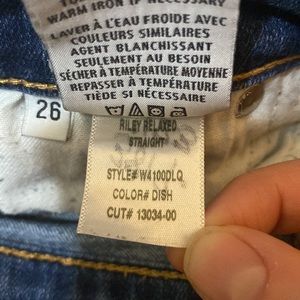 WARM IRON IF NECESSARY
LAVER À L'EAU FROIDE AVEC
COULEURS SIMILAIRES
AGENT BLANCHISSANT
SEULEMENT AU BESOIN
SÉCHER À TEMPÉRATURE MOYENNE
REPASSER À TEMPÉRATURE
TIÈDE SI NÉCESSAIRE
26
RILEY RELAXED
STRAIGHT
STYLE# W4100DLQ
COLOR# DISH
CUT# 13034-00